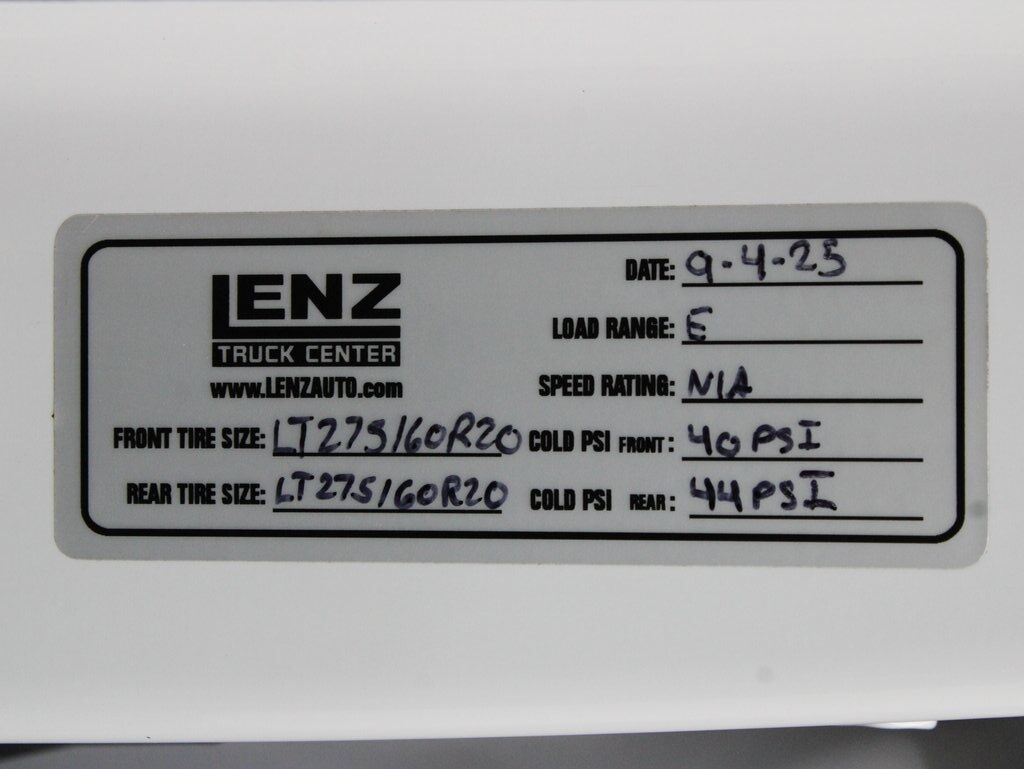 LENZ
TRUCK CENTER
www.LENZAUTO.com
DATE: 9-4-25
LOAD RANGE: E
SPEED RATING: N/A
FRONT TIRE SIZE: LT275/60R20 COLD PSI FRONT: 40 PSI
REAR TIRE SIZE: LT275/60R20 COLD PSI REAR: 44 PSI